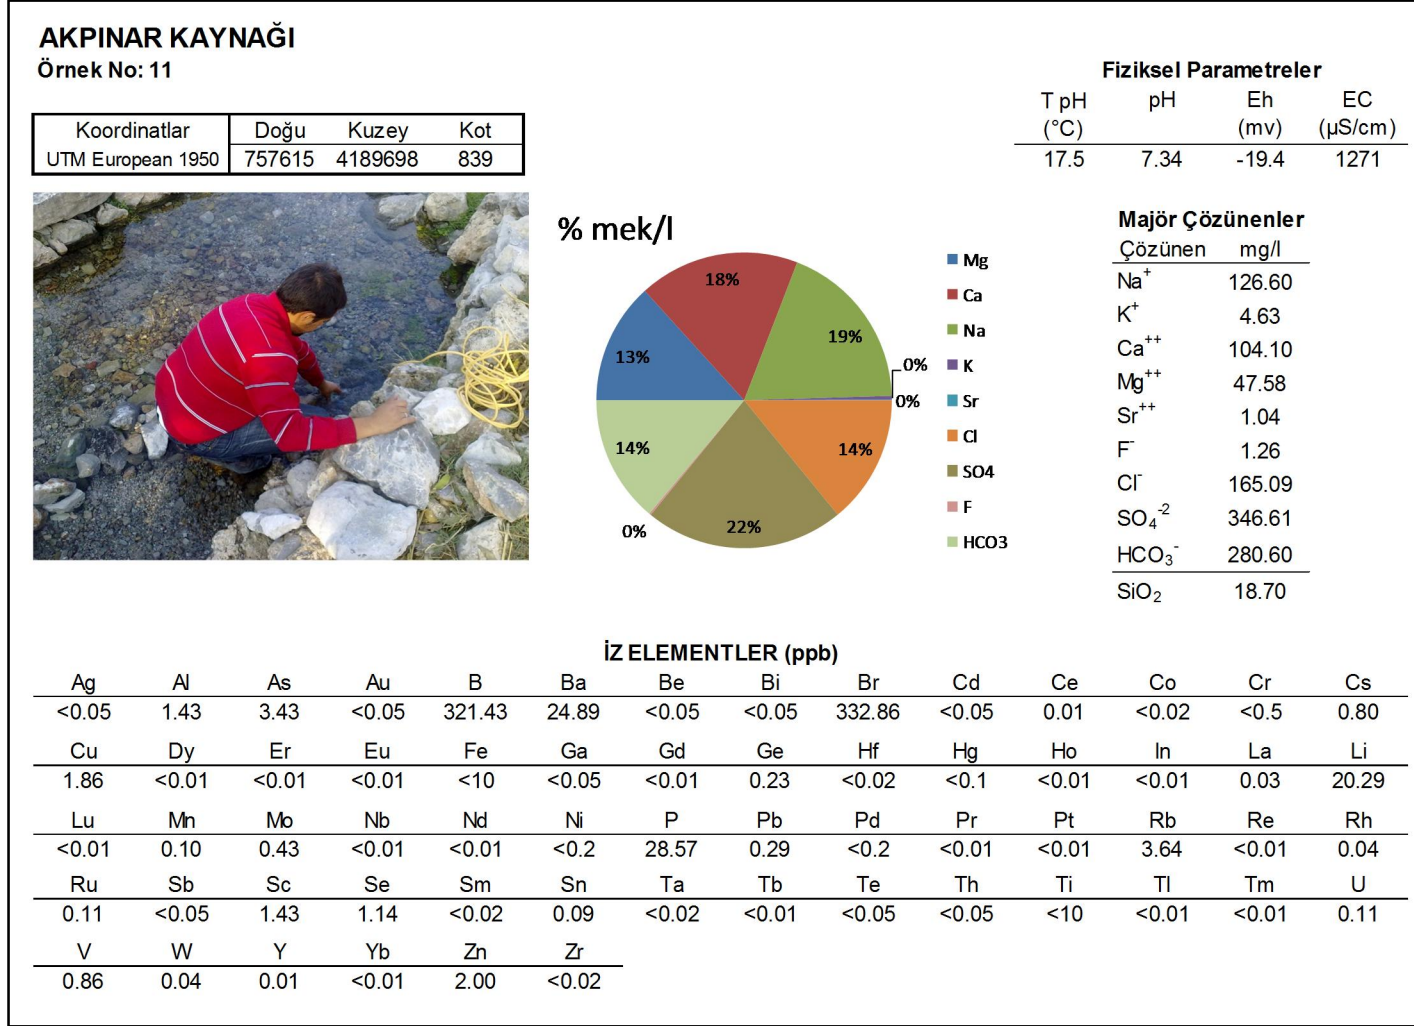 AKPINAR KAYNAĞI
Örnek No: 11
Koordinatlar Doğu Kuzey Kot
UTM European 1950 757615 4189698 839
Fiziksel Parametreler
T pH pH Eh EC
(°C) (mv) (µS/cm)
17.5 7.34 -19.4 1271
% mek/l
18%
19%
13%
0%
0%
14%
14%
22%
0%
Mg
Ca
Na
K
Sr
Cl
SO4
F
HCO3
Majör Çözünenler
Çözünen mg/l
Na⁺ 126.60
K⁺ 4.63
Ca⁺⁺ 104.10
Mg⁺⁺ 47.58
Sr⁺⁺ 1.04
F⁻ 1.26
Cl⁻ 165.09
SO₄⁻² 346.61
HCO₃⁻ 280.60
SiO₂ 18.70
İZ ELEMENTLER (ppb)
Ag Al As Au B Ba Be Bi Br Cd Ce Co Cr Cs
<0.05 1.43 3.43 <0.05 321.43 24.89 <0.05 <0.05 332.86 <0.05 0.01 <0.02 <0.5 0.80
Cu Dy Er Eu Fe Ga Gd Ge Hf Hg Ho In La Li
1.86 <0.01 <0.01 <0.01 <10 <0.05 <0.01 0.23 <0.02 <0.1 <0.01 <0.01 0.03 20.29
Lu Mn Mo Nb Nd Ni P Pb Pd Pr Pt Rb Re Rh
<0.01 0.10 0.43 <0.01 <0.01 <0.2 28.57 0.29 <0.2 <0.01 <0.01 3.64 <0.01 0.04
Ru Sb Sc Se Sm Sn Ta Tb Te Th Ti Tl Tm U
0.11 <0.05 1.43 1.14 <0.02 0.09 <0.02 <0.01 <0.05 <0.05 <10 <0.01 <0.01 0.11
V W Y Yb Zn Zr
0.86 0.04 0.01 <0.01 2.00 <0.02